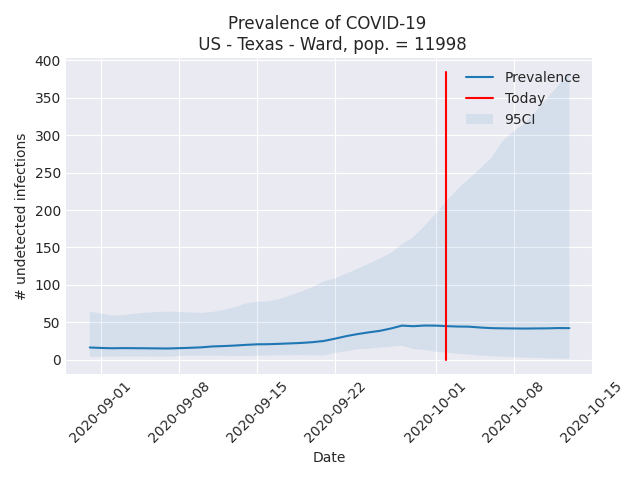 Prevalence of COVID-19
US - Texas - Ward, pop. = 11998
400
350
300
250
200
150
100
50
0
# undetected infections
Prevalence
Today
95CI
2020-09-01
2020-09-08
2020-09-15
2020-09-22
2020-10-01
2020-10-08
2020-10-15
Date